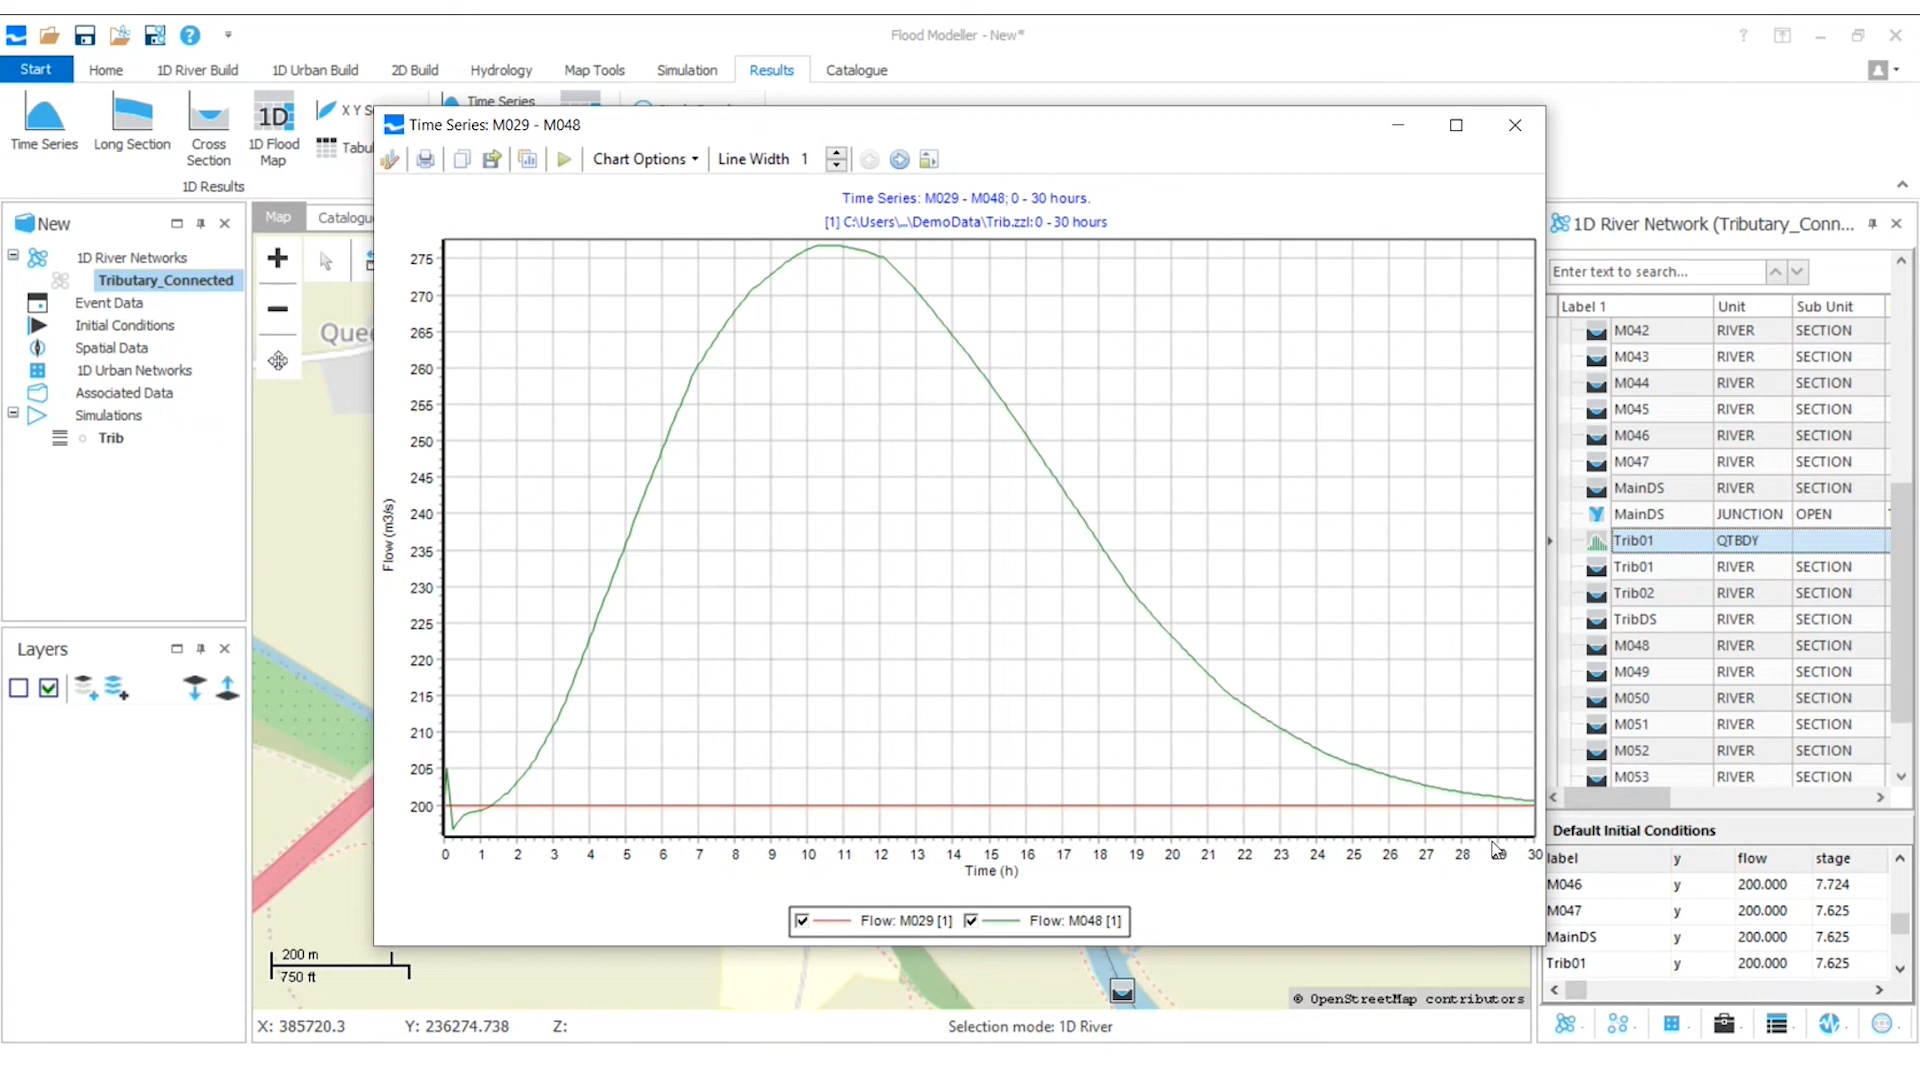 Flood Modeller - New*
Start Home 1D River Build 1D Urban Build 2D Build Hydrology Map Tools Simulation Results Catalogue
Time Series
Long Section
Cross Section
1D Flood Map
X Y S
Tabu
Time Series
1D Results
Time Series: M029 - M048
Chart Options
Line Width 1
Time Series: M029 - M048; 0 - 30 hours.
[1] C:\Users\...\DemoData\Trib.zzl: 0 - 30 hours
Flow (m3/s)
275
270
265
260
255
250
245
240
235
230
225
220
215
210
205
200
0 1 2 3 4 5 6 7 8 9 10 11 12 13 14 15 16 17 18 19 20 21 22 23 24 25 26 27 28 29 30
Time (h)
Flow: M029 [1] Flow: M048 [1]
New
1D River Networks
Tributary_Connected
Event Data
Initial Conditions
Spatial Data
1D Urban Networks
Associated Data
Simulations
Trib
Layers
Map Catalogu
Quee
200 m
750 ft
© OpenStreetMap contributors
X: 385720.3 Y: 236274.738 Z: Selection mode: 1D River
1D River Network (Tributary_Conn...
Enter text to search...
Label 1 Unit Sub Unit
M042 RIVER SECTION
M043 RIVER SECTION
M044 RIVER SECTION
M045 RIVER SECTION
M046 RIVER SECTION
M047 RIVER SECTION
MainDS RIVER SECTION
MainDS JUNCTION OPEN
Trib01 QTBDY
Trib01 RIVER SECTION
Trib02 RIVER SECTION
TribDS RIVER SECTION
M048 RIVER SECTION
M049 RIVER SECTION
M050 RIVER SECTION
M051 RIVER SECTION
M052 RIVER SECTION
M053 RIVER SECTION
Default Initial Conditions
label y flow stage
M046 y 200.000 7.724
M047 y 200.000 7.625
MainDS y 200.000 7.625
Trib01 y 200.000 7.625